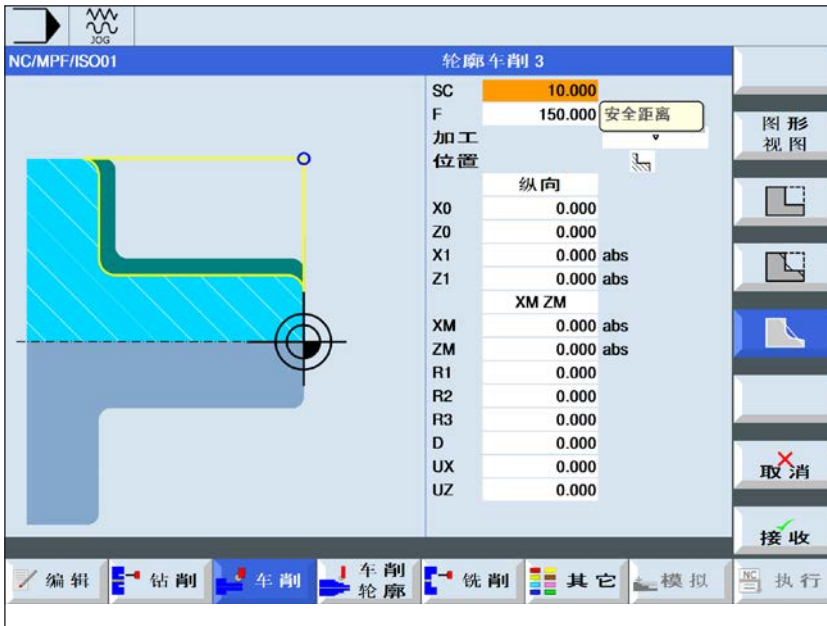 JOG
NC/MPF/ISO01 轮廓车削 3
SC 10.000
F 150.000 安全距离
加工 ▽
位置
纵向
X0 0.000
Z0 0.000
X1 0.000 abs
Z1 0.000 abs
XM ZM
XM 0.000 abs
ZM 0.000 abs
R1 0.000
R2 0.000
R3 0.000
D 0.000
UX 0.000
UZ 0.000
图形
视图
取消
接收
编辑
钻削
车削
车削
轮廓
铣削
其它
模拟
NC
执行